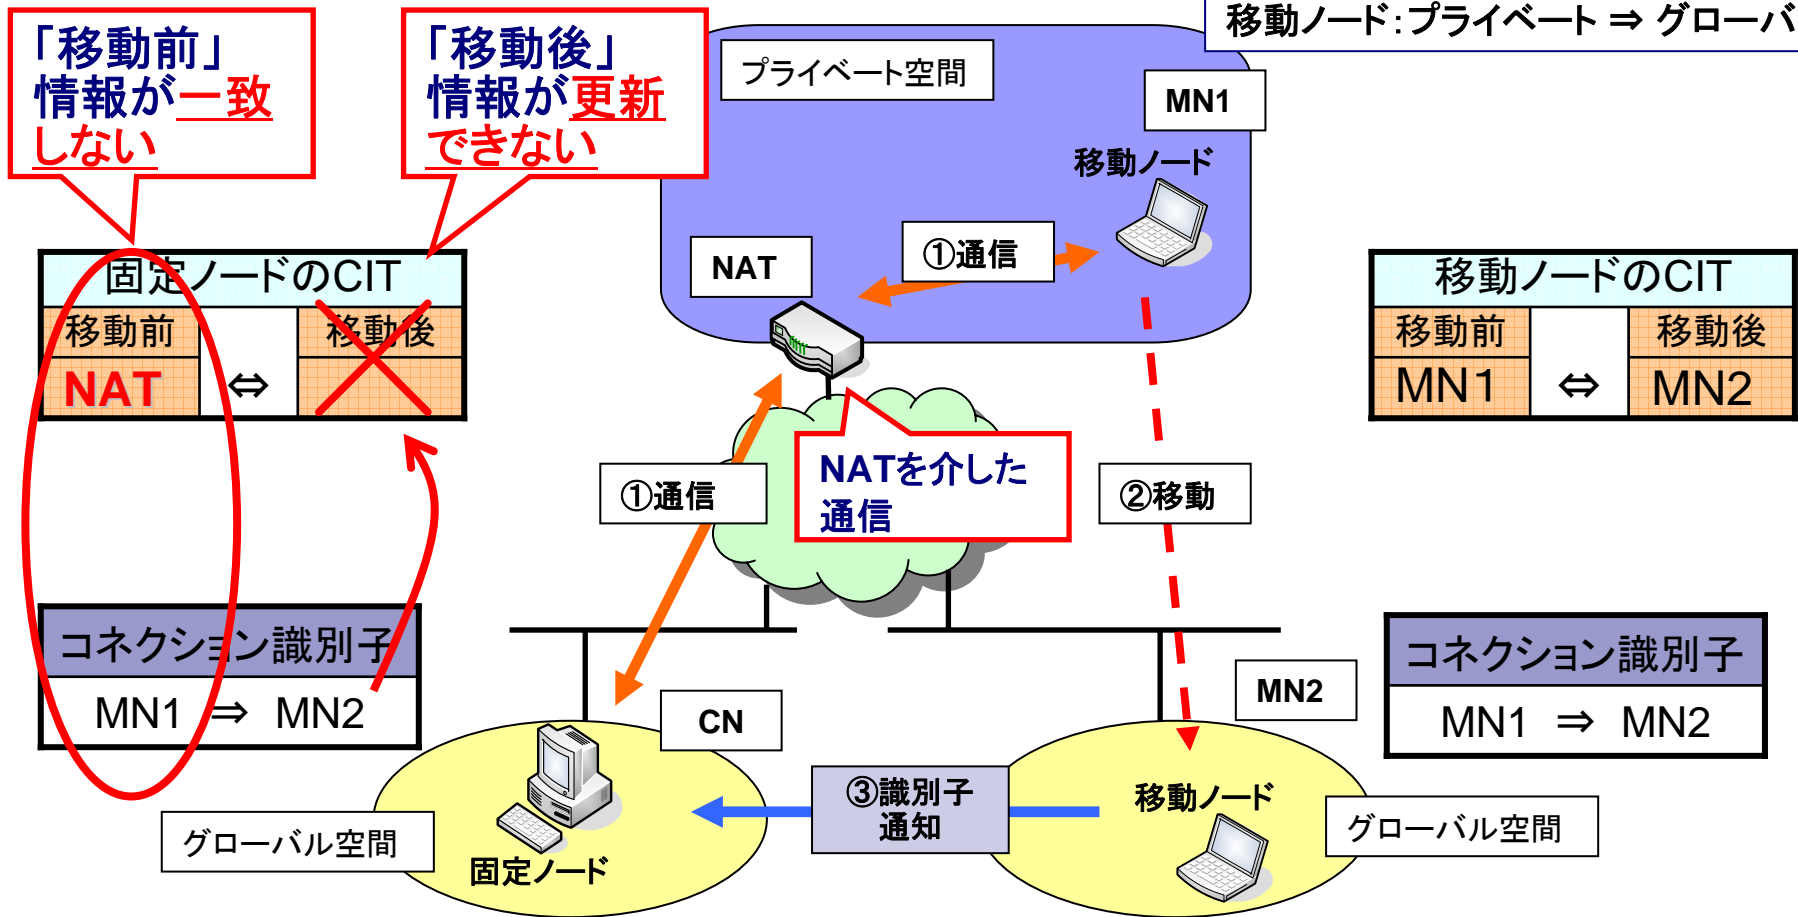 移動ノード：プライベート ⇒ グローバ
「移動前」
情報が一致
しない
「移動後」
情報が更新
できない
プライベート空間
MN1
移動ノード
NAT
①通信
固定ノードのCIT
移動前
移動後
NAT
⇔
移動ノードのCIT
移動前
移動後
MN1
⇔
MN2
NATを介した
通信
①通信
②移動
コネクション識別子
MN1 ⇒ MN2
コネクション識別子
MN1 ⇒ MN2
CN
MN2
③識別子
通知
移動ノード
グローバル空間
固定ノード
グローバル空間